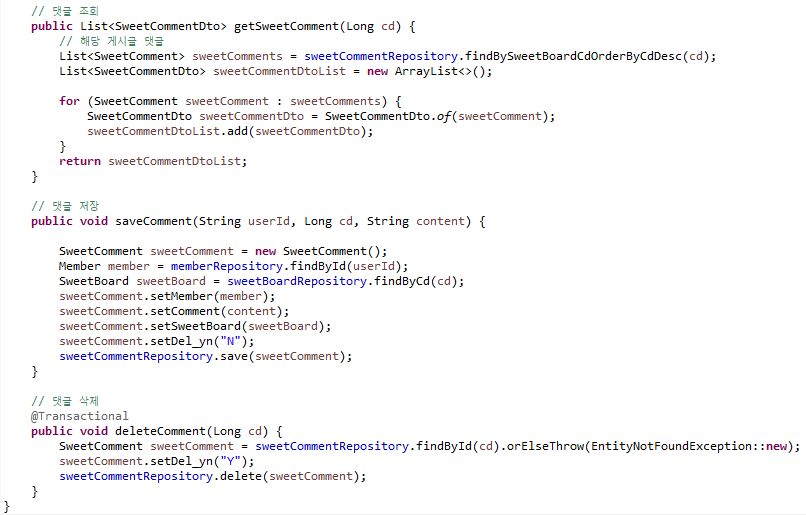 // 댓글 조회
public List<SweetCommentDto> getSweetComment(Long cd) {
// 해당 게시글 댓글
List<SweetComment> sweetComments = sweetCommentRepository.findBySweetBoardCdOrderByCdDesc(cd);
List<SweetCommentDto> sweetCommentDtoList = new ArrayList<>();
for (SweetComment sweetComment : sweetComments) {
SweetCommentDto sweetCommentDto = SweetCommentDto.of(sweetComment);
sweetCommentDtoList.add(sweetCommentDto);
}
return sweetCommentDtoList;
}
// 댓글 저장
public void saveComment(String userId, Long cd, String content) {
SweetComment sweetComment = new SweetComment();
Member member = memberRepository.findById(userId);
SweetBoard sweetBoard = sweetBoardRepository.findByCd(cd);
sweetComment.setMember(member);
sweetComment.setComment(content);
sweetComment.setSweetBoard(sweetBoard);
sweetComment.setDel_yn("N");
sweetCommentRepository.save(sweetComment);
}
// 댓글 삭제
@Transactional
public void deleteComment(Long cd) {
SweetComment sweetComment = sweetCommentRepository.findById(cd).orElseThrow(EntityNotFoundException::new);
sweetComment.setDel_yn("Y");
sweetCommentRepository.delete(sweetComment);
}
}